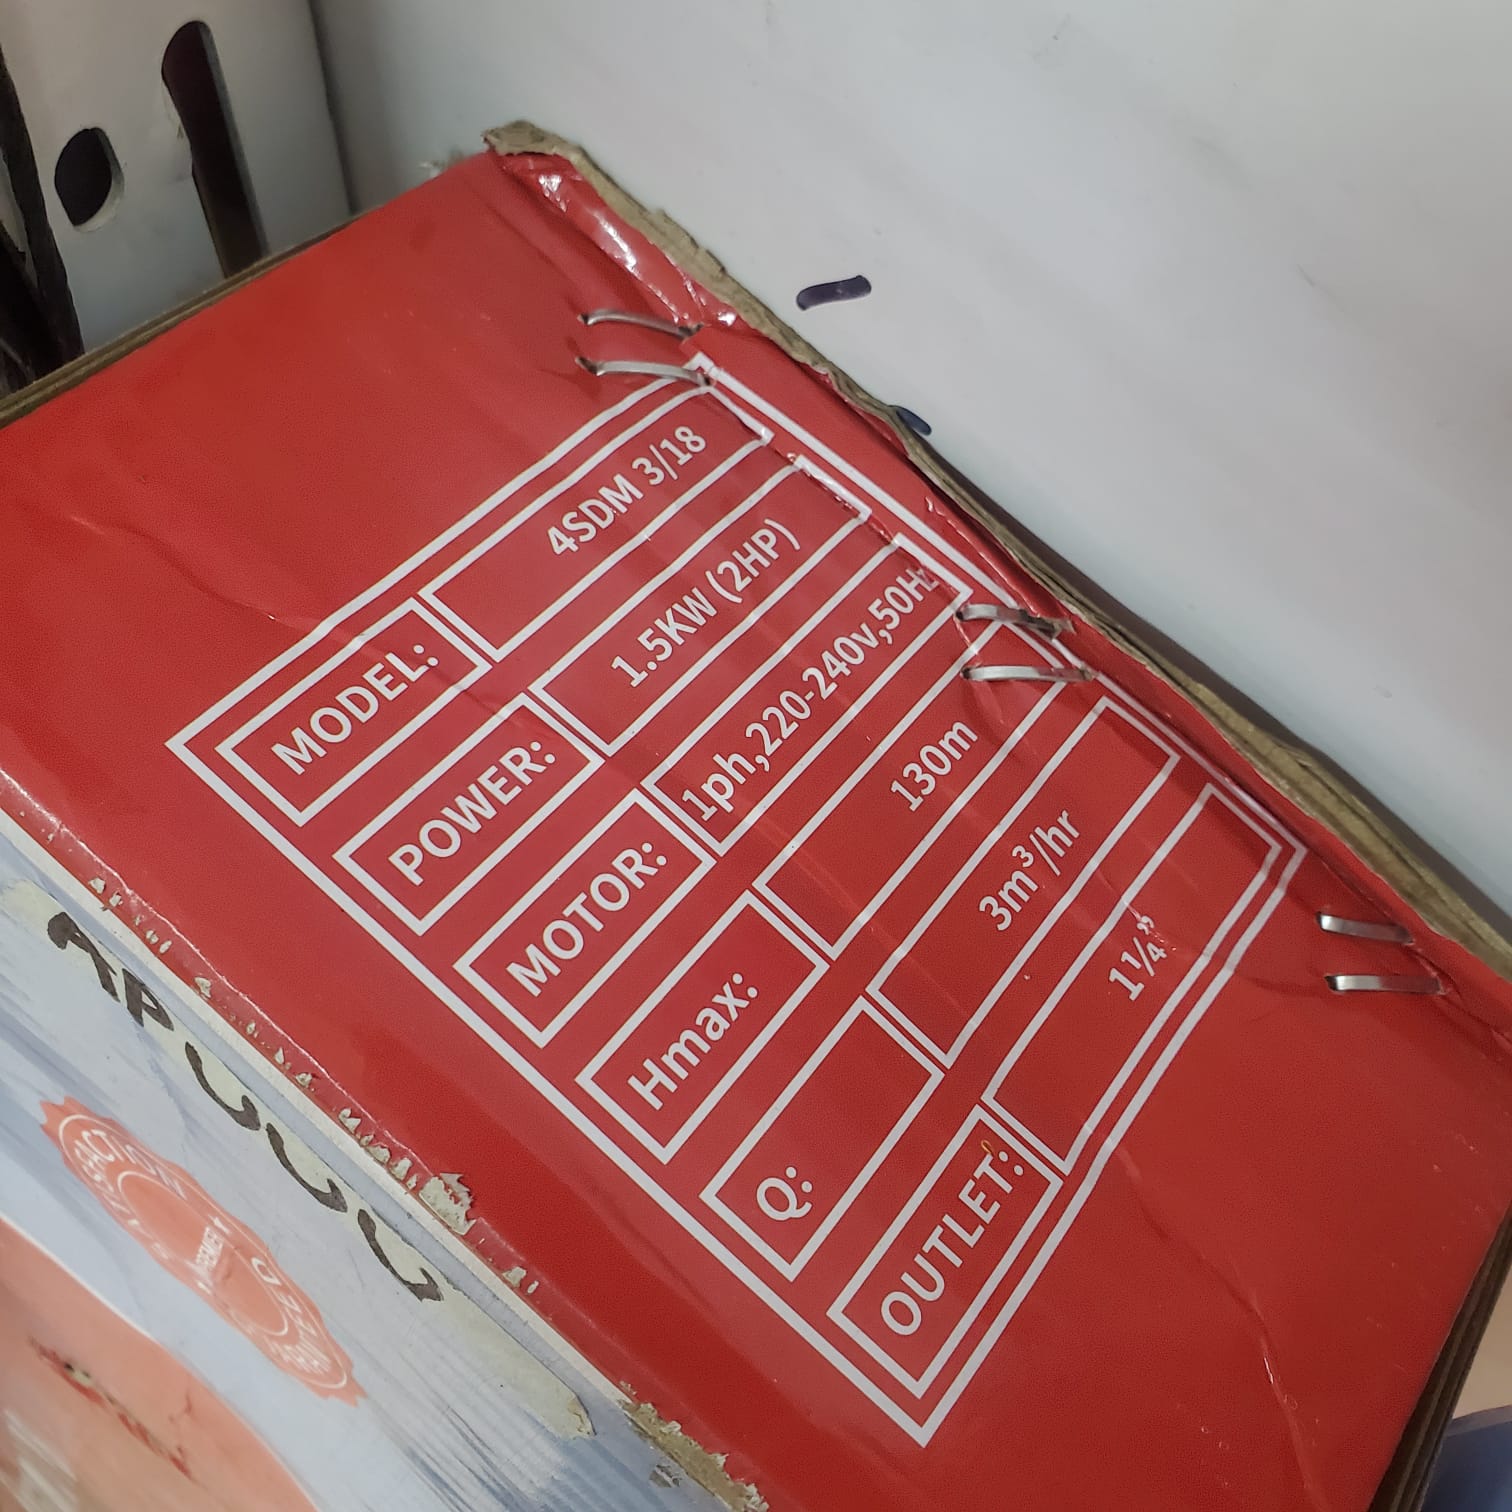 MODEL: 4SDM 3/18
POWER: 1.5KW (2HP)
MOTOR: 1ph,220-240v,50Hz
Hmax: 130m
Q: 3m³/hr
OUTLET: 1¼”